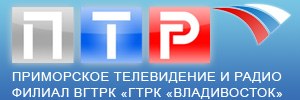 ПТР
ПРИМОРСКОЕ ТЕЛЕВИДЕНИЕ И РАДИО
ФИЛИАЛ ВГТРК «ГТРК «ВЛАДИВОСТОК»